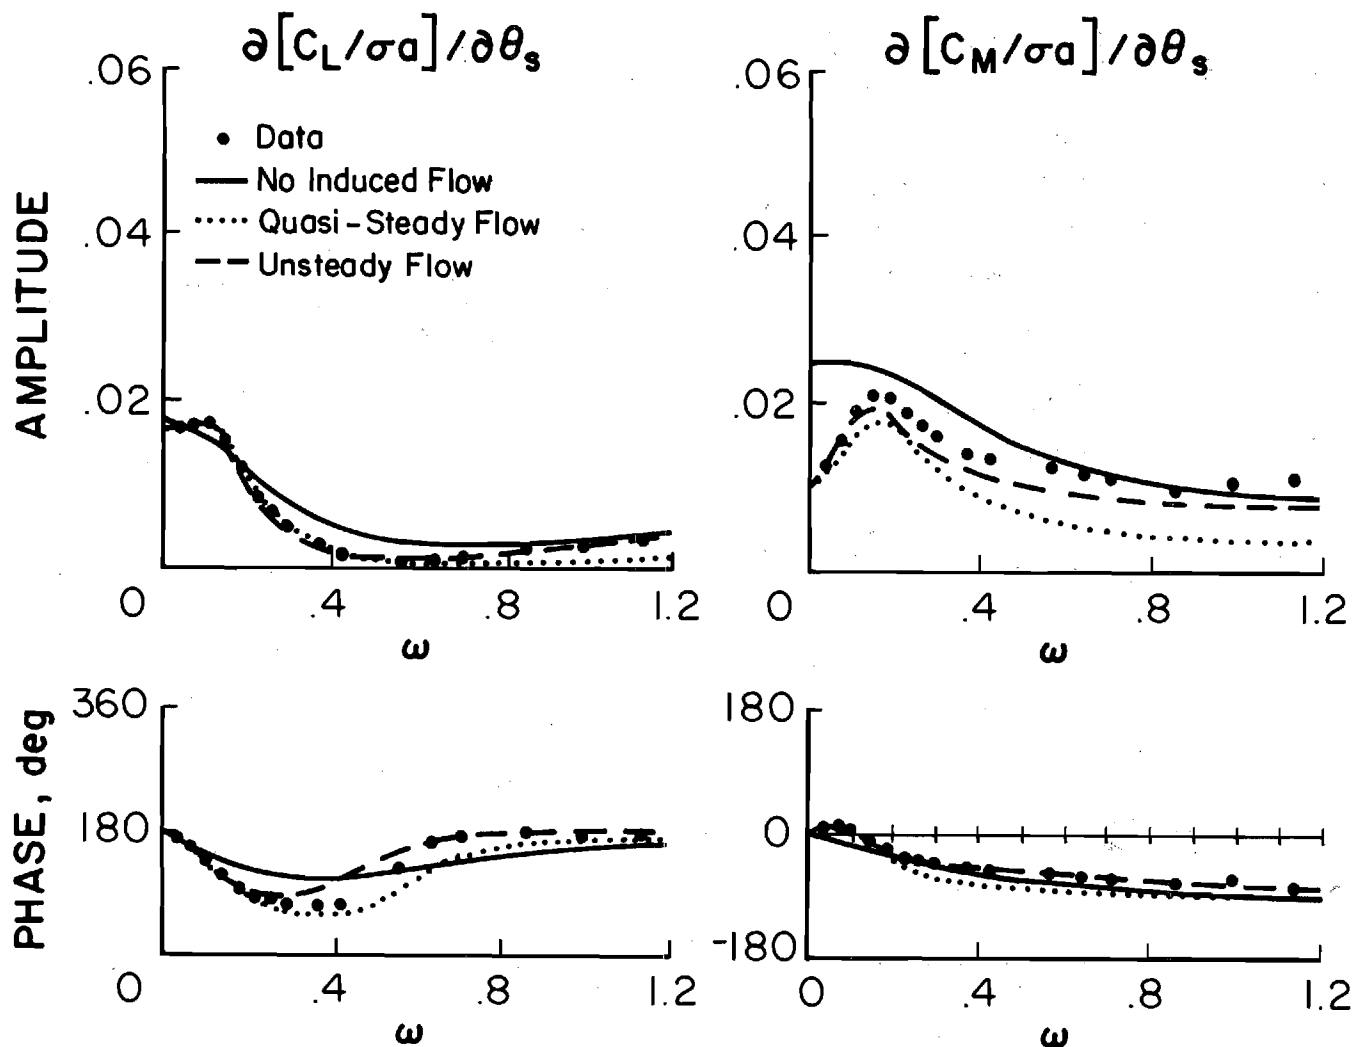 ∂[C_L/σa]/∂θ_s
.06
• Data
No Induced Flow
Quasi-Steady Flow
Unsteady Flow
.04
.02
AMPLITUDE
0 .4 .8 1.2
ω
∂[C_M/σa]/∂θ_s
.06
.04
.02
0 .4 .8 1.2
ω
360
180
PHASE, deg
0 .4 .8 1.2
ω
180
0
-180
0 .4 .8 1.2
ω